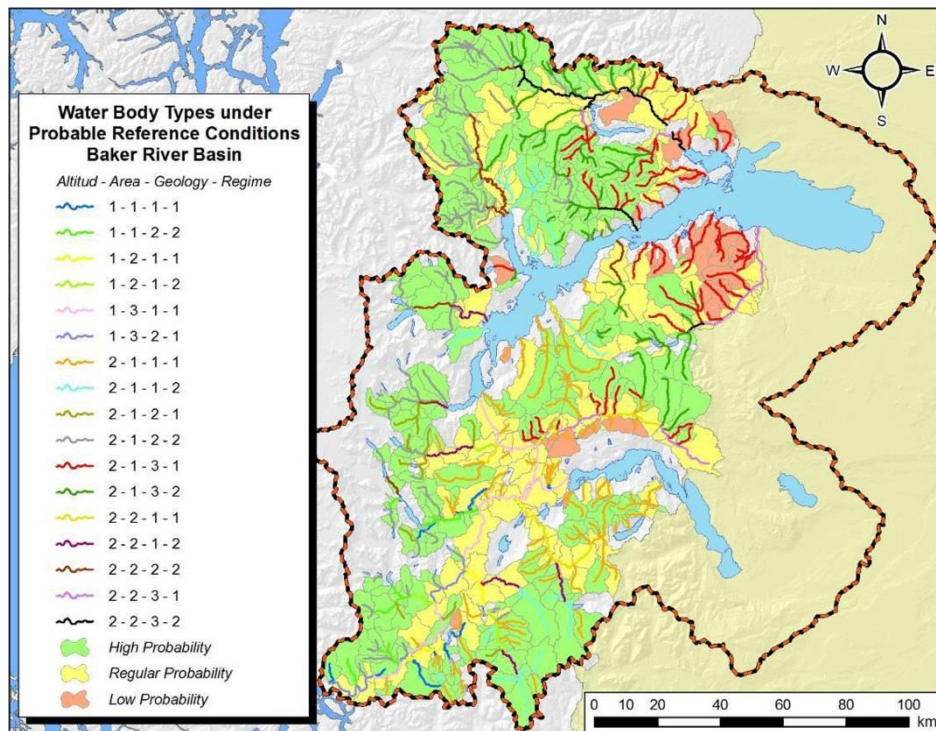 Water Body Types under
Probable Reference Conditions
Baker River Basin
Altitud - Area - Geology - Regime
1 - 1 - 1 - 1
1 - 1 - 2 - 2
1 - 2 - 1 - 1
1 - 2 - 1 - 2
1 - 3 - 1 - 1
1 - 3 - 2 - 1
2 - 1 - 1 - 1
2 - 1 - 1 - 2
2 - 1 - 2 - 1
2 - 1 - 2 - 2
2 - 1 - 3 - 1
2 - 1 - 3 - 2
2 - 2 - 1 - 1
2 - 2 - 1 - 2
2 - 2 - 2 - 2
2 - 2 - 3 - 1
2 - 2 - 3 - 2
High Probability
Regular Probability
Low Probability
N
W E
S
0 10 20 40 60 80 100
km